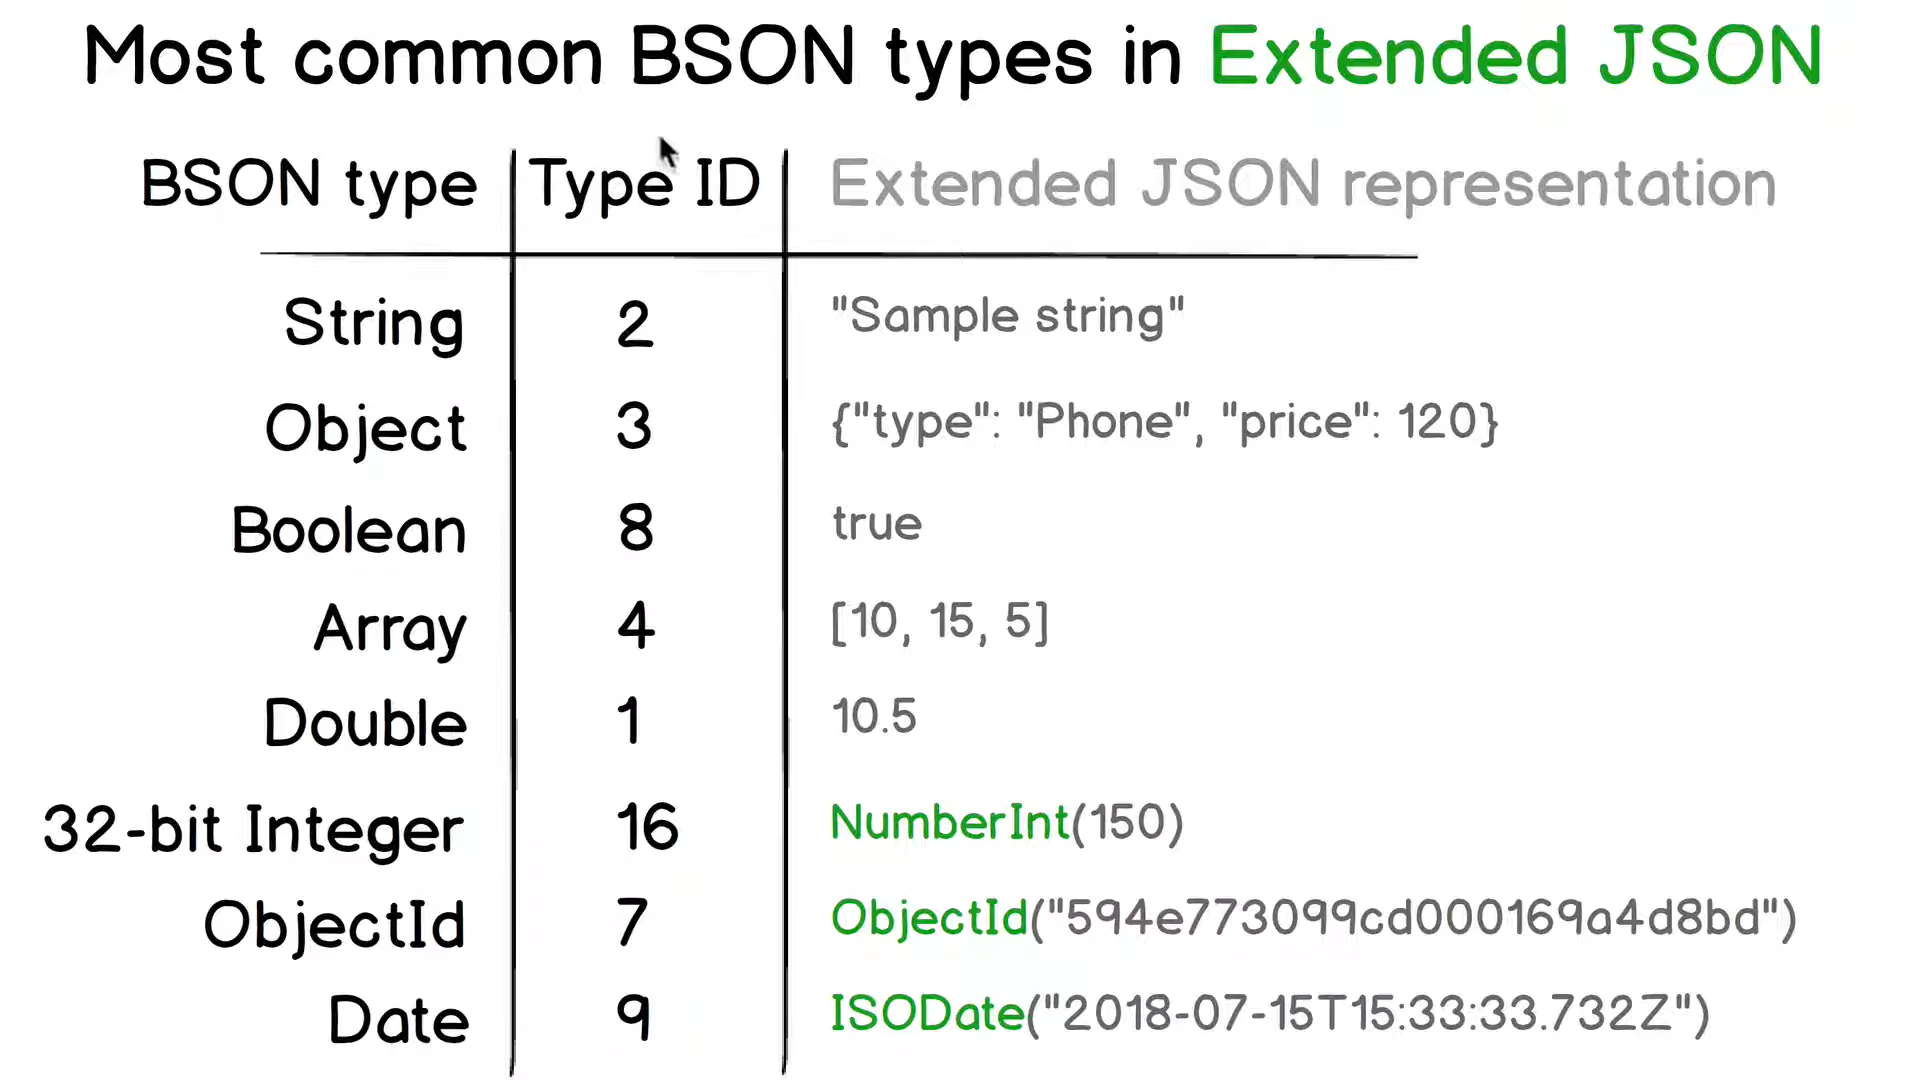 Most common BSON types in Extended JSON
BSON type Type ID Extended JSON representation
String 2 "Sample string"
Object 3 {"type": "Phone", "price": 120}
Boolean 8 true
Array 4 [10, 15, 5]
Double 1 10.5
32-bit Integer 16 NumberInt(150)
ObjectId 7 ObjectId("594e773099cd000169a4d8bd")
Date 9 ISODate("2018-07-15T15:33:33.732Z")